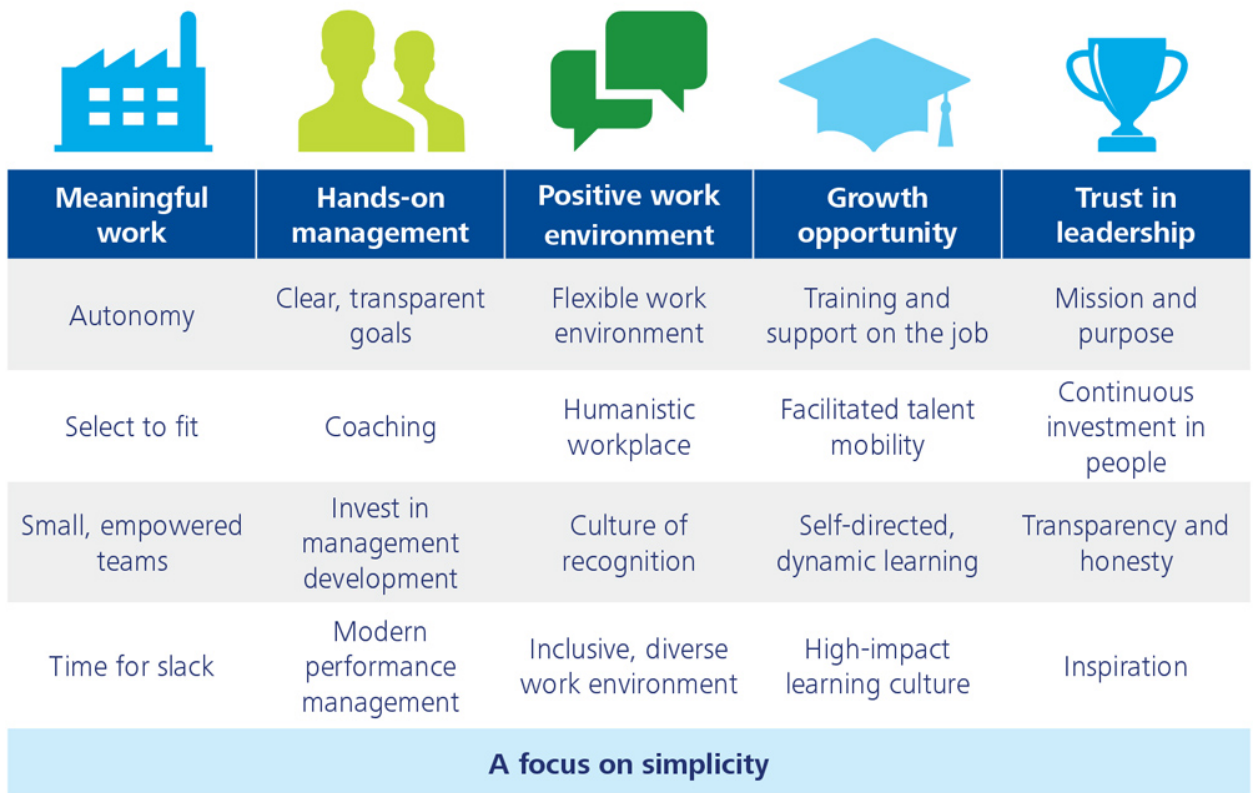 Meaningful
work
Hands-on
management
Positive work
environment
Growth
opportunity
Trust in
leadership
Autonomy
Clear, transparent
goals
Flexible work
environment
Training and
support on the job
Mission and
purpose
Select to fit
Coaching
Humanistic
workplace
Facilitated talent
mobility
Continuous
investment in
people
Small, empowered
teams
Invest in
management
development
Culture of
recognition
Self-directed,
dynamic learning
Transparency and
honesty
Time for slack
Modern
performance
management
Inclusive, diverse
work environment
High-impact
learning culture
Inspiration
A focus on simplicity